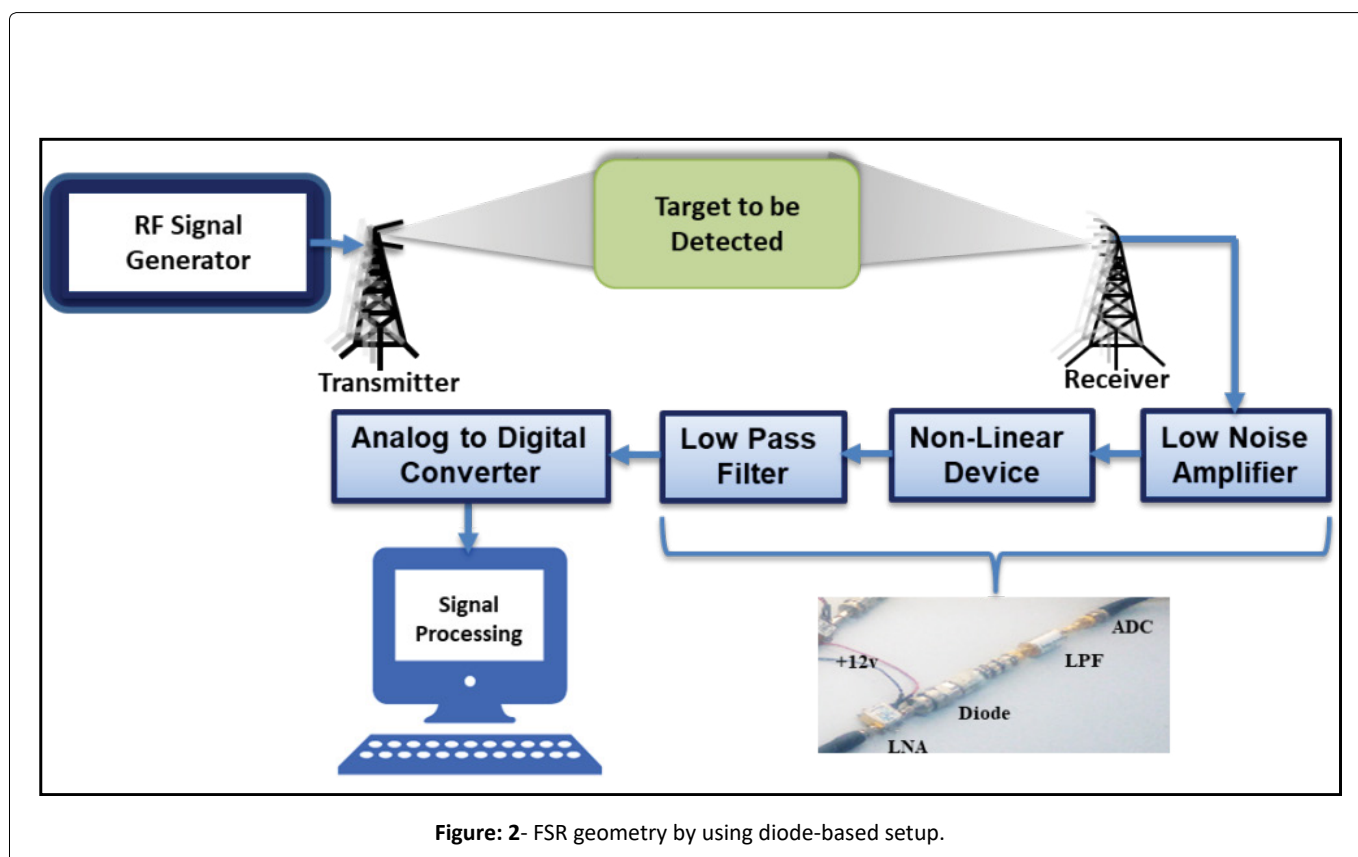 RF Signal
Generator
Target to be
Detected
Transmitter
Receiver
Analog to Digital
Converter
Low Pass
Filter
Non-Linear
Device
Low Noise
Amplifier
Signal
Processing
ADC
+12v
LPF
Diode
LNA
Figure: 2- FSR geometry by using diode-based setup.